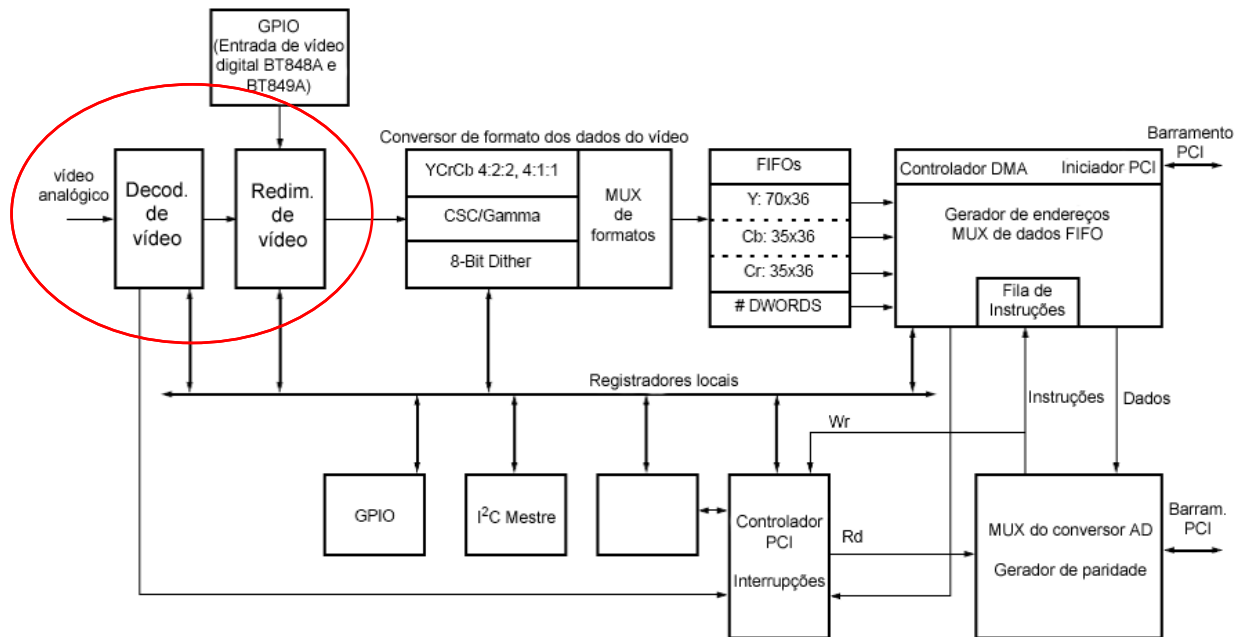 GPIO
(Entrada de vídeo
digital BT848A e
BT849A)
vídeo
analógico
Decod.
de
vídeo
Redim.
de
vídeo
Conversor de formato dos dados do vídeo
YCrCb 4:2:2, 4:1:1
CSC/Gamma
8-Bit Dither
MUX
de
formatos
FIFOs
Y: 70x36
Cb: 35x36
Cr: 35x36
# DWORDS
Controlador DMA
Iniciador PCI
Gerador de endereços
MUX de dados FIFO
Fila de
Instruções
Barramento
PCI
Registradores locais
Instruções
Dados
Wr
GPIO
I²C Mestre
Controlador
PCI
Interrupções
Rd
MUX do conversor AD
Gerador de paridade
Barram.
PCI